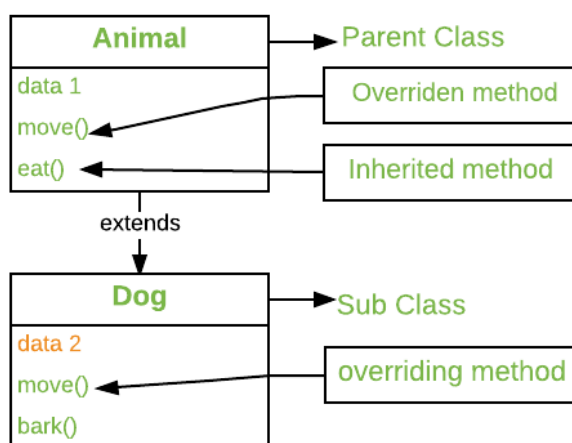 Animal
Parent Class
data 1
Overriden method
move()
eat()
Inherited method
extends
Dog
Sub Class
data 2
move()
overriding method
bark()